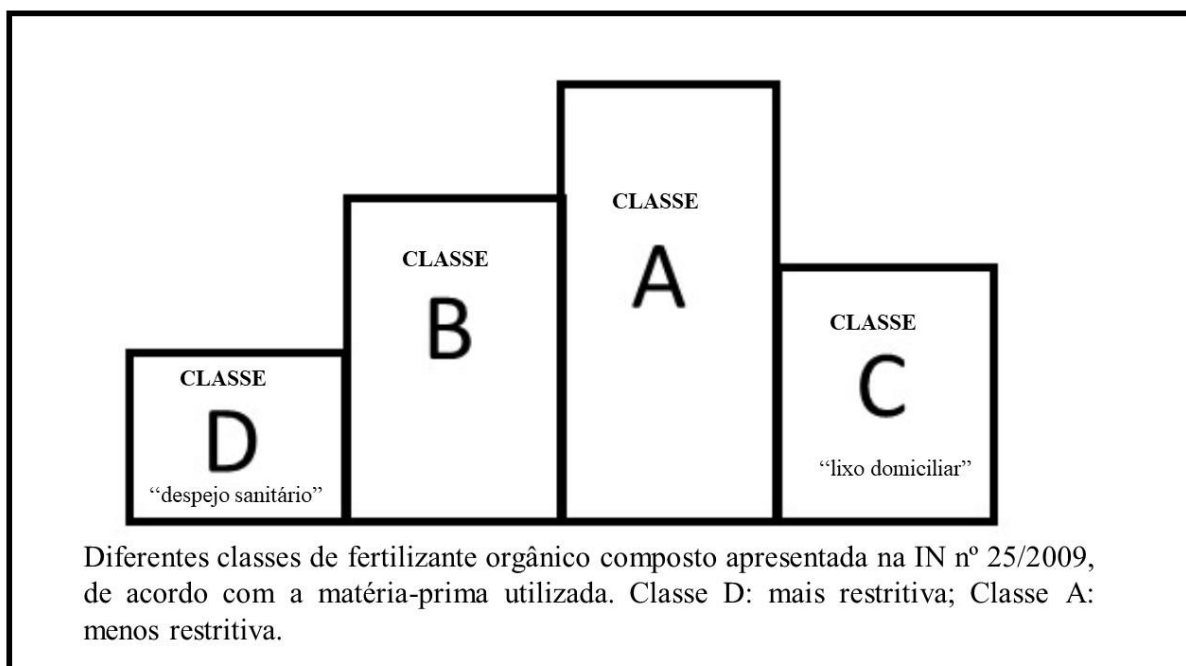 CLASSE
A
CLASSE
B
CLASSE
C
“lixo domiciliar”
CLASSE
D
“despejo sanitário”
Diferentes classes de fertilizante orgânico composto apresentada na IN nº 25/2009,
de acordo com a matéria-prima utilizada. Classe D: mais restritiva; Classe A:
menos restritiva.